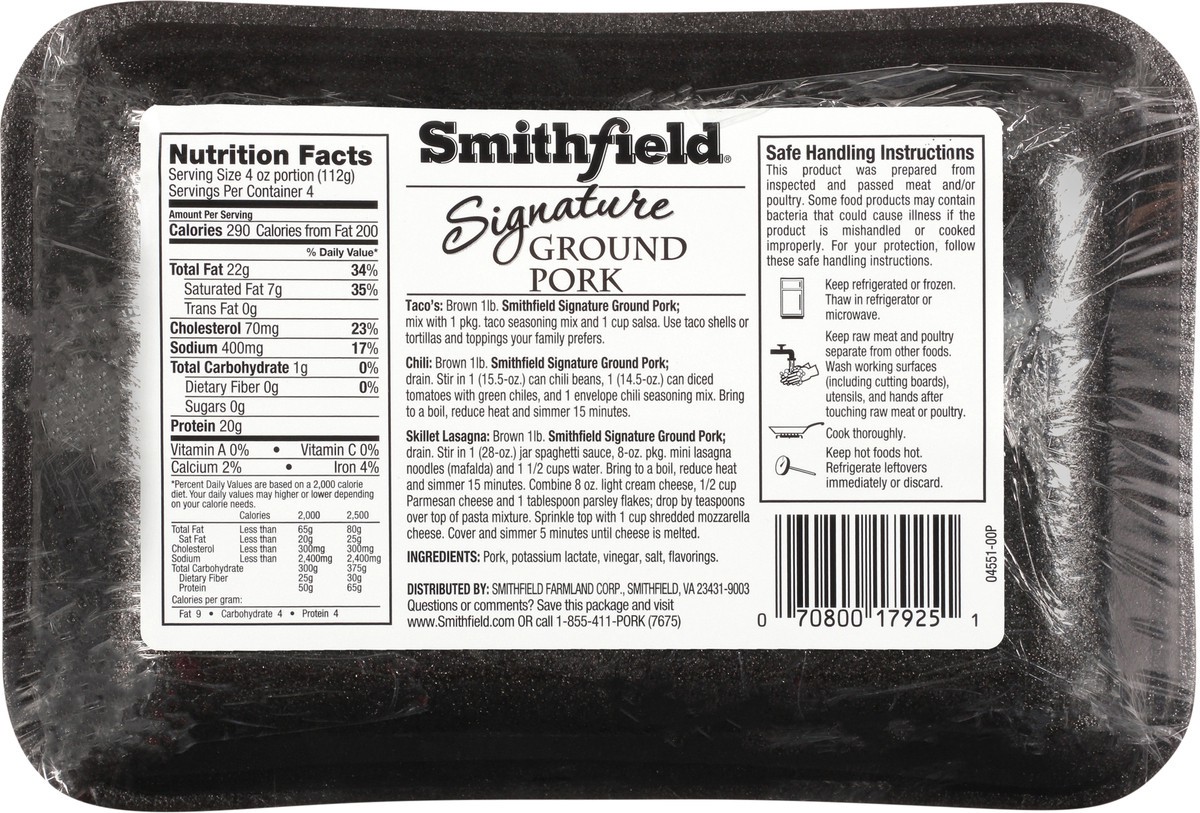 Nutrition Facts
Serving Size 4 oz portion (112g)
Servings Per Container 4
Amount Per Serving
Calories 290 Calories from Fat 200
% Daily Value*
Total Fat 22g 34%
Saturated Fat 7g 35%
Trans Fat 0g
Cholesterol 70mg 23%
Sodium 400mg 17%
Total Carbohydrate 1g 0%
Dietary Fiber 0g 0%
Sugars 0g
Protein 20g
Vitamin A 0% • Vitamin C 0%
Calcium 2% • Iron 4%
*Percent Daily Values are based on a 2,000 calorie
diet. Your daily values may higher or lower depending
on your calorie needs.
Calories 2,000 2,500
Total Fat Less than 65g 80g
Sat Fat Less than 20g 25g
Cholesterol Less than 300mg 300mg
Sodium Less than 2,400mg 2,400mg
Total Carbohydrate 300g 375g
Dietary Fiber 25g 30g
Protein 50g 65g
Calories per gram:
Fat 9 • Carbohydrate 4 • Protein 4
Smithfield®
Signature
GROUND
PORK
Taco's: Brown 1lb. Smithfield Signature Ground Pork;
mix with 1 pkg. taco seasoning mix and 1 cup salsa. Use taco shells or
tortillas and toppings your family prefers.
Chili: Brown 1lb. Smithfield Signature Ground Pork;
drain. Stir in 1 (15.5-oz.) can chili beans, 1 (14.5-oz.) can diced
tomatoes with green chiles, and 1 envelope chili seasoning mix. Bring
to a boil, reduce heat and simmer 15 minutes.
Skillet Lasagna: Brown 1lb. Smithfield Signature Ground Pork;
drain. Stir in 1 (28-oz.) jar spaghetti sauce, 8-oz. pkg. mini lasagna
noodles (mafalda) and 1 1/2 cups water. Bring to a boil, reduce heat
and simmer 15 minutes. Combine 8 oz. light cream cheese, 1/2 cup
Parmesan cheese and 1 tablespoon parsley flakes; drop by teaspoons
over top of pasta mixture. Sprinkle top with 1 cup shredded mozzarella
cheese. Cover and simmer 5 minutes until cheese is melted.
INGREDIENTS: Pork, potassium lactate, vinegar, salt, flavorings.
DISTRIBUTED BY: SMITHFIELD FARMLAND CORP., SMITHFIELD, VA 23431-9003
Questions or comments? Save this package and visit
www.Smithfield.com OR call 1-855-411-PORK (7675)
Safe Handling Instructions
This product was prepared from
inspected and passed meat and/or
poultry. Some food products may contain
bacteria that could cause illness if the
product is mishandled or cooked
improperly. For your protection, follow
these safe handling instructions.
Keep refrigerated or frozen.
Thaw in refrigerator or
microwave.
Keep raw meat and poultry
separate from other foods.
Wash working surfaces
(including cutting boards),
utensils, and hands after
touching raw meat or poultry.
Cook thoroughly.
Keep hot foods hot.
Refrigerate leftovers
immediately or discard.
04551-00P
0 70800 17925 1